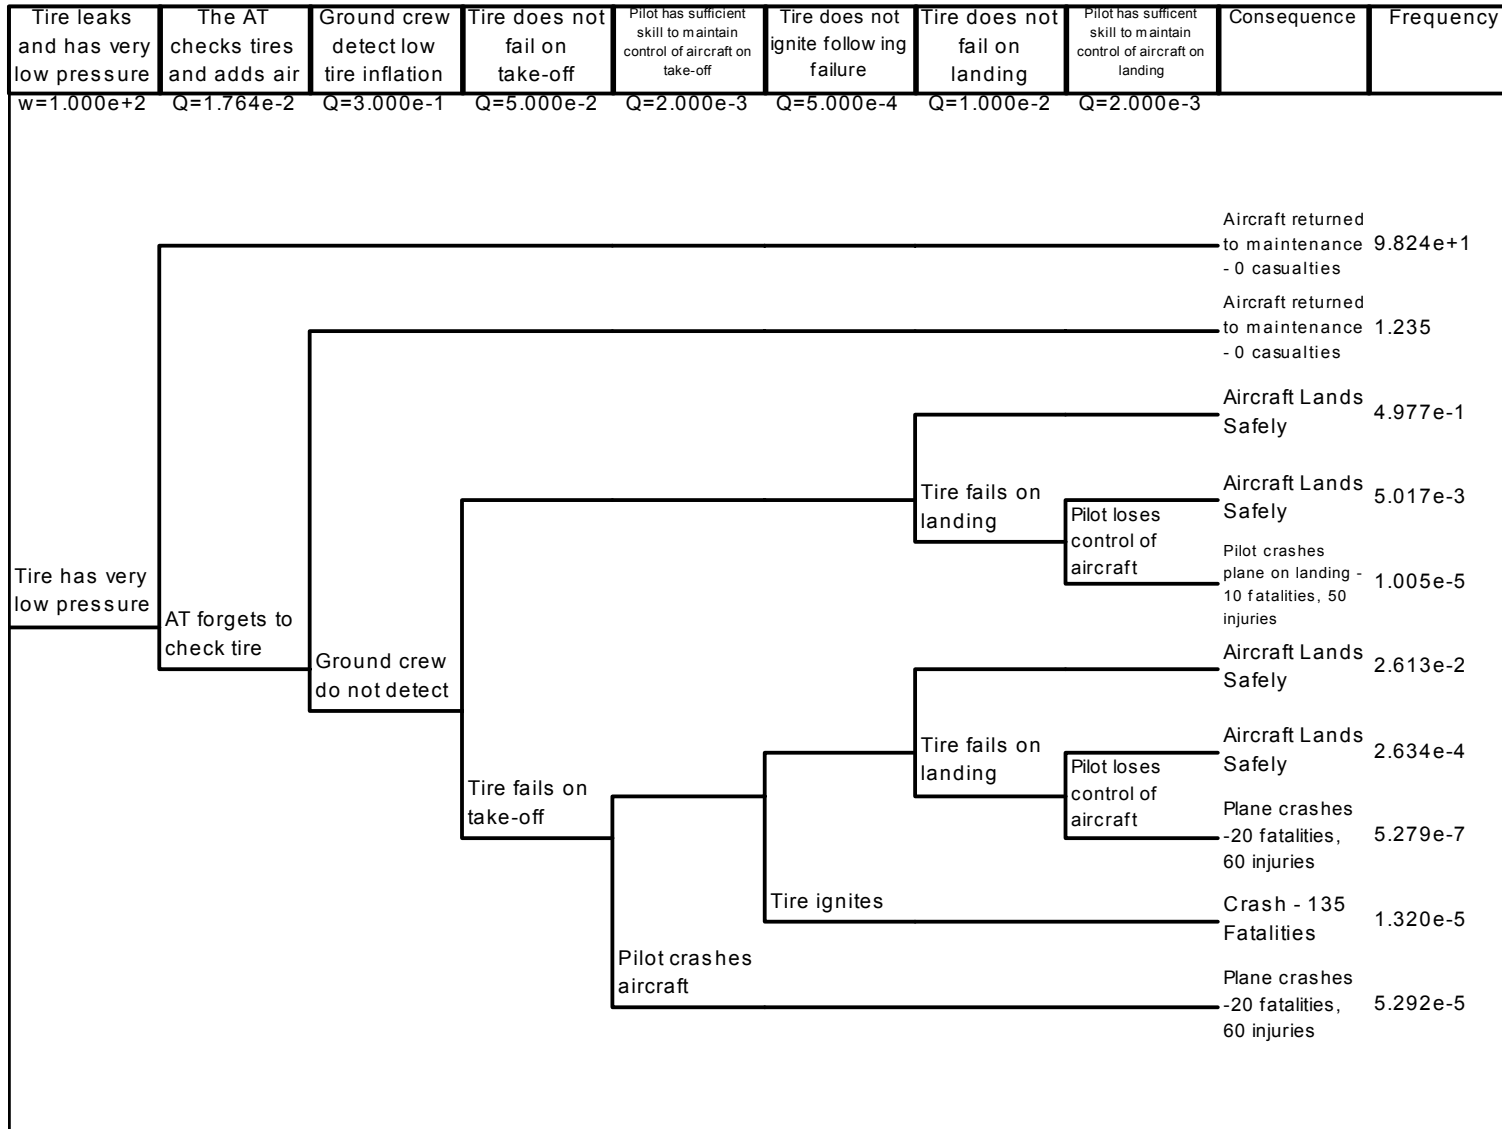 Tire leaks
and has very
low pressure
The AT
checks tires
and adds air
Ground crew
detect low
tire inflation
Tire does not
fail on
take-off
Pilot has sufficient
skill to maintain
control of aircraft on
take-off
Tire does not
ignite following
failure
Tire does not
fail on
landing
Pilot has sufficent
skill to maintain
control of aircraft on
landing
Consequence
Frequency
w=1.000e+2
Q=1.764e-2
Q=3.000e-1
Q=5.000e-2
Q=2.000e-3
Q=5.000e-4
Q=1.000e-2
Q=2.000e-3
Aircraft returned
to maintenance
- 0 casualties
9.824e+1
Aircraft returned
to maintenance
- 0 casualties
1.235
Aircraft Lands
Safely
4.977e-1
Tire fails on
landing
Aircraft Lands
Safely
5.017e-3
Pilot loses
control of
aircraft
Pilot crashes
plane on landing -
10 fatalities, 50
injuries
1.005e-5
Tire has very
low pressure
AT forgets to
check tire
Ground crew
do not detect
Aircraft Lands
Safely
2.613e-2
Tire fails on
landing
Aircraft Lands
Safely
2.634e-4
Pilot loses
control of
aircraft
Tire fails on
take-off
Plane crashes
-20 fatalities,
60 injuries
5.279e-7
Tire ignites
Crash - 135
Fatalities
1.320e-5
Pilot crashes
aircraft
Plane crashes
-20 fatalities,
60 injuries
5.292e-5